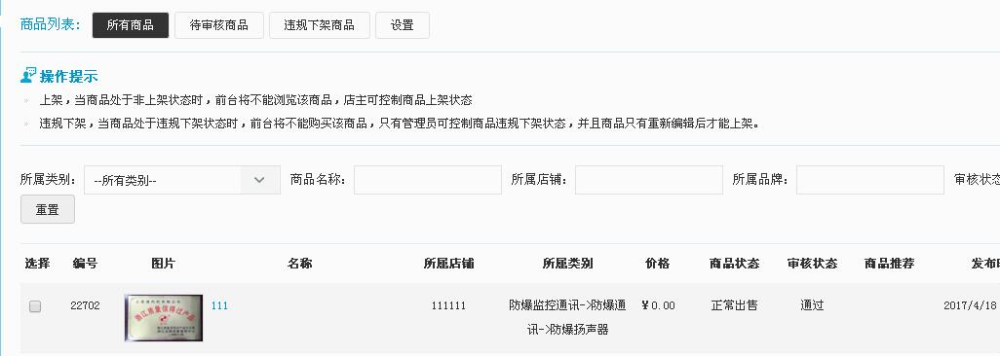 商品列表: 所有商品 待审核商品 违规下架商品 设置
操作提示
上架，当商品处于非上架状态时，前台将不能浏览该商品，店主可控制商品上架状态
违规下架，当商品处于违规下架状态时，前台将不能购买该商品，只有管理员可控制商品违规下架状态，并且商品只有重新编辑后才能上架。
所属类别: --所有类别-- 商品名称: 所属店铺: 所属品牌: 审核状态
重置
选择 编号 图片 名称 所属店铺 所属类别 价格 商品状态 审核状态 商品推荐 发布
22702 111 111111 防爆监控通讯->防爆通 ¥0.00 正常出售 通过 2017/4/18
讯->防爆扬声器
浙江质量信得过产品